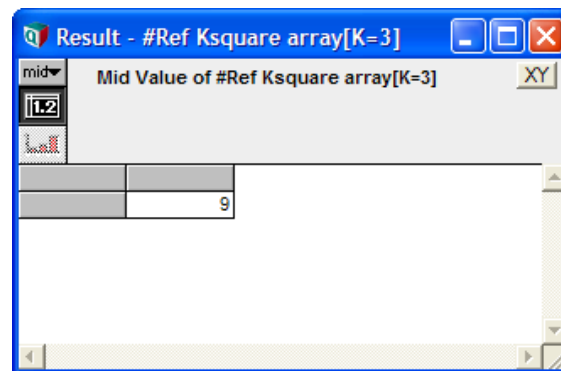 Result - #Ref Ksquare array[K=3]
mid
Mid Value of #Ref Ksquare array[K=3]
XY
1.2
9